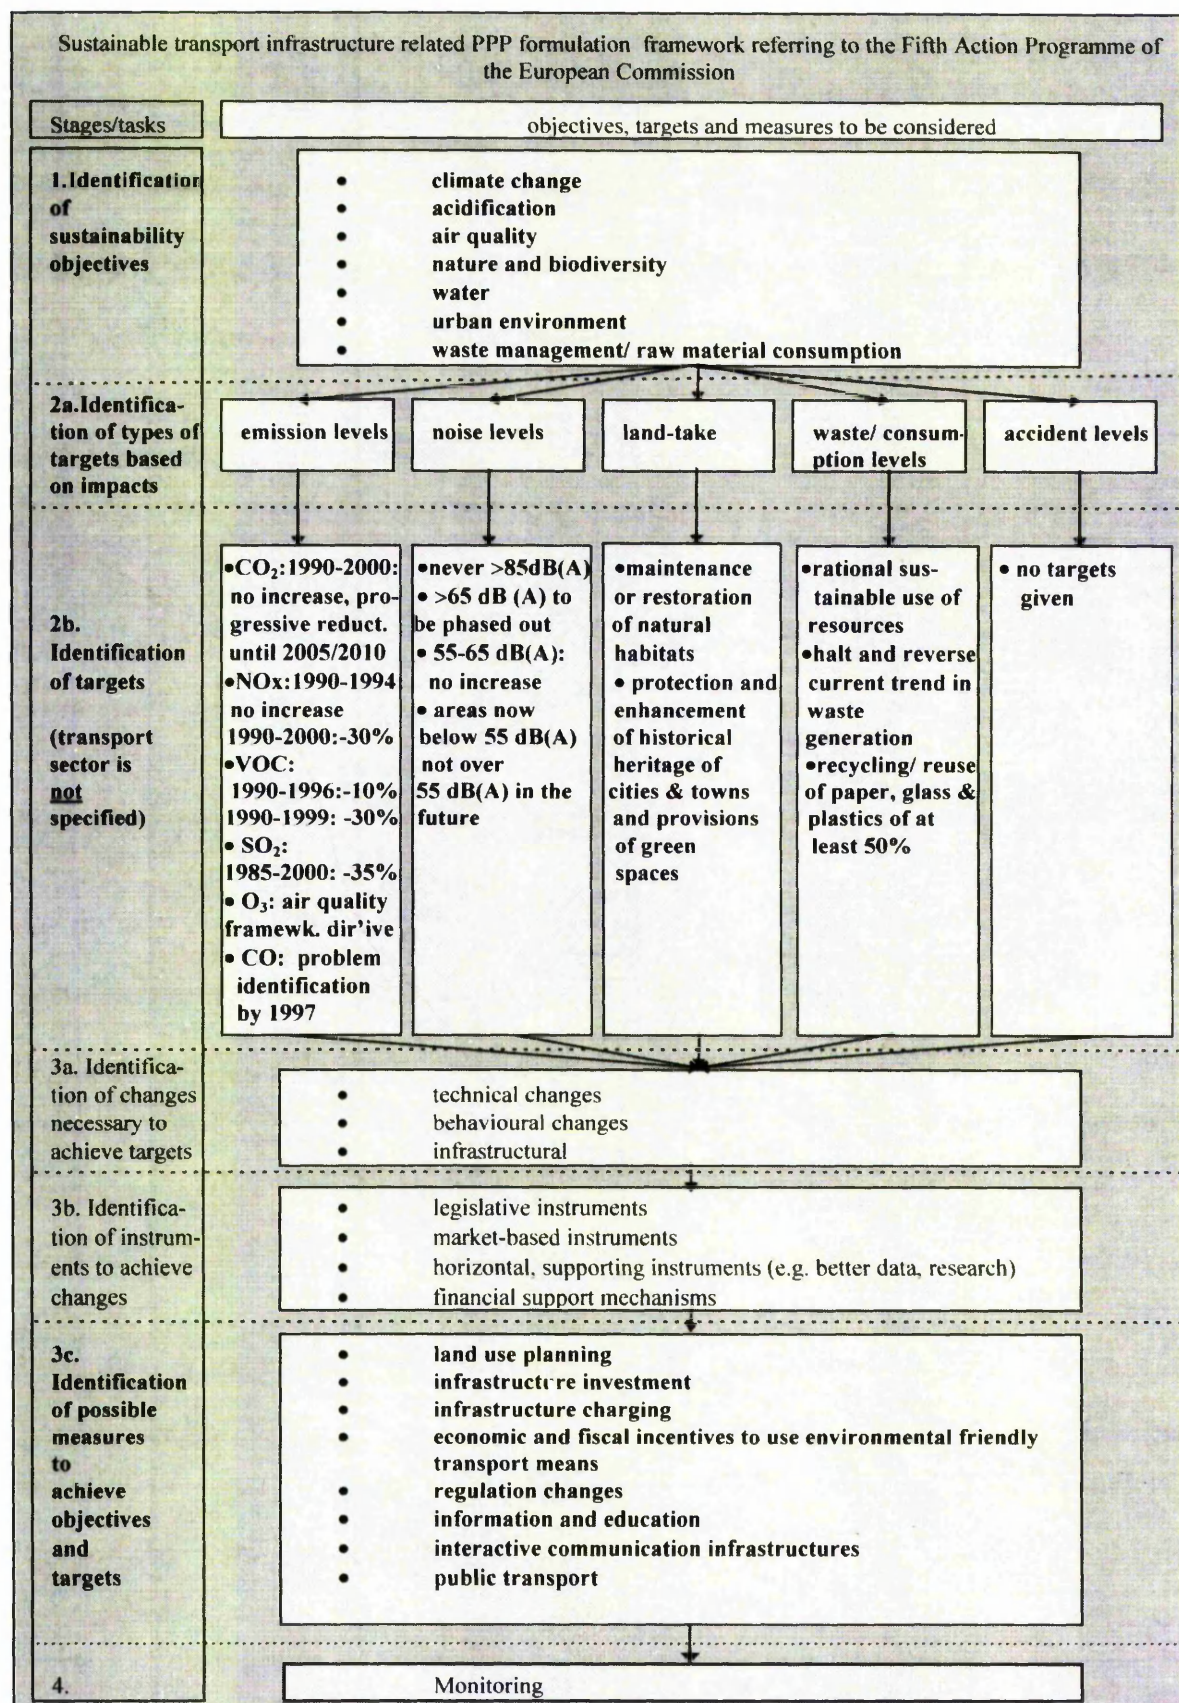 Sustainable transport infrastructure related PPP formulation framework referring to the Fifth Action Programme of
the European Commission
Stages/tasks
objectives, targets and measures to be considered
1.Identification
of
sustainability
objectives
• climate change
• acidification
• air quality
• nature and biodiversity
• water
• urban environment
• waste management/ raw material consumption
2a.Identifica-
tion of types of
targets based
on impacts
emission levels
noise levels
land-take
waste/ consum-
ption levels
accident levels
2b.
Identification
of targets
(transport
sector is
not
specified)
•CO₂:1990-2000:
no increase, pro-
gressive reduct.
until 2005/2010
•NOx:1990-1994
no increase
1990-2000:-30%
•VOC:
1990-1996:-10%
1990-1999: -30%
• SO₂:
1985-2000: -35%
• O₃: air quality
framewk. dir'ive
• CO: problem
identification
by 1997
•never >85dB(A)
• >65 dB (A) to
be phased out
• 55-65 dB(A):
no increase
• areas now
below 55 dB(A)
not over
55 dB(A) in the
future
•maintenance
or restoration
of natural
habitats
• protection and
enhancement
of historical
heritage of
cities & towns
and provisions
of green
spaces
•rational sus-
tainable use of
resources
•halt and reverse
current trend in
waste
generation
•recycling/ reuse
of paper, glass &
plastics of at
least 50%
• no targets
given
3a. Identifica-
tion of changes
necessary to
achieve targets
• technical changes
• behavioural changes
• infrastructural
3b. Identifica-
tion of instrum-
ents to achieve
changes
• legislative instruments
• market-based instruments
• horizontal, supporting instruments (e.g. better data, research)
• financial support mechanisms
3c.
Identification
of possible
measures
to
achieve
objectives
and
targets
• land use planning
• infrastructure investment
• infrastructure charging
• economic and fiscal incentives to use environmental friendly
transport means
• regulation changes
• information and education
• interactive communication infrastructures
• public transport
4.
Monitoring